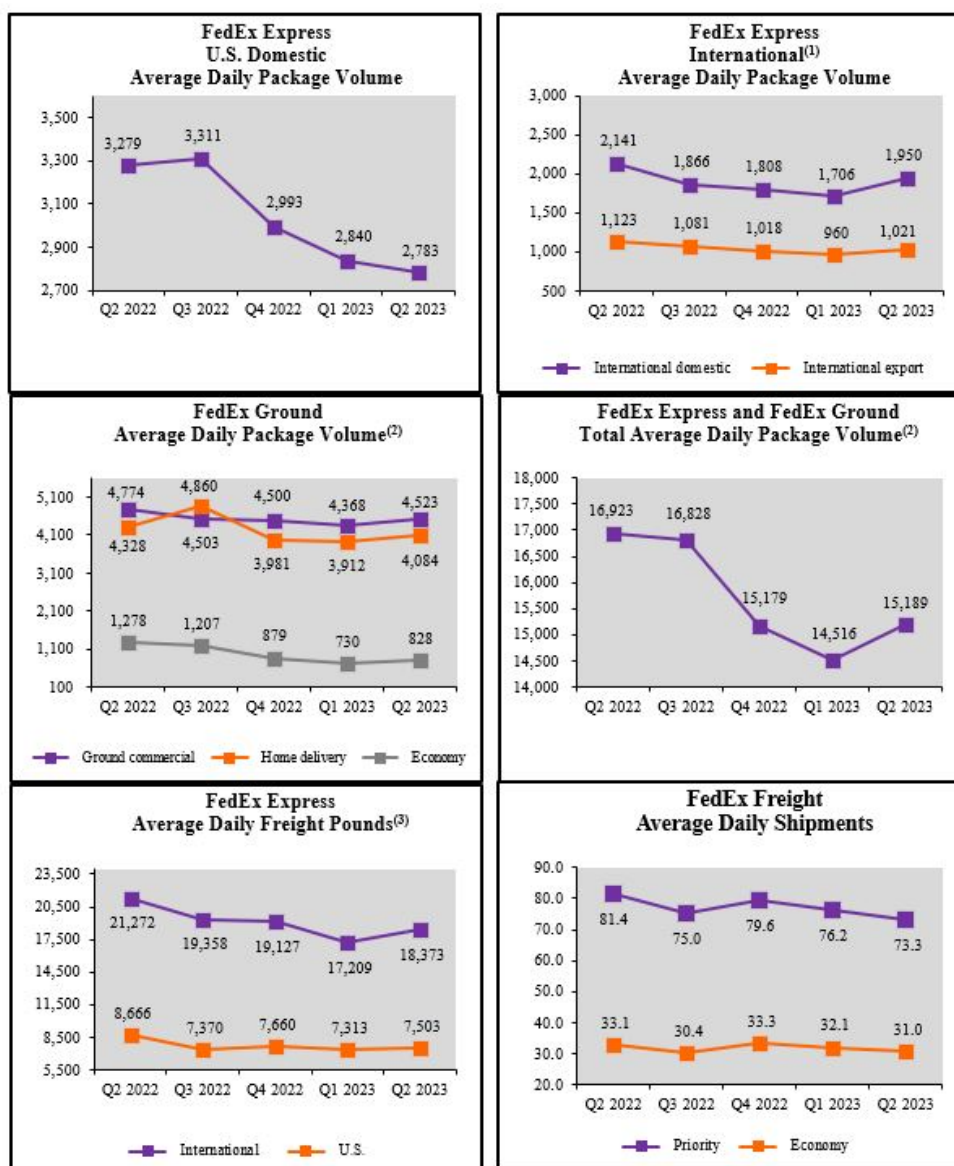 FedEx Express
U.S. Domestic
Average Daily Package Volume
3,500
3,300
3,100
2,900
2,700
3,279
3,311
2,993
2,840
2,783
Q2 2022 Q3 2022 Q4 2022 Q1 2023 Q2 2023
FedEx Express
International(1)
Average Daily Package Volume
3,000
2,500
2,000
1,500
1,000
500
2,141 1,866 1,808 1,706 1,950
1,123 1,081 1,018 960 1,021
Q2 2022 Q3 2022 Q4 2022 Q1 2023 Q2 2023
International domestic International export
FedEx Ground
Average Daily Package Volume(2)
5,100
4,100
3,100
2,100
1,100
100
4,774 4,860 4,500 4,368 4,523
4,328 4,503 3,981 3,912 4,084
1,278 1,207 879 730 828
Q2 2022 Q3 2022 Q4 2022 Q1 2023 Q2 2023
Ground commercial Home delivery Economy
FedEx Express and FedEx Ground
Total Average Daily Package Volume(2)
18,000
17,500
17,000
16,500
16,000
15,500
15,000
14,500
14,000
16,923
16,828
15,179
14,516
15,189
Q2 2022 Q3 2022 Q4 2022 Q1 2023 Q2 2023
FedEx Express
Average Daily Freight Pounds(3)
23,500
20,500
17,500
14,500
11,500
8,500
5,500
21,272 19,358 19,127 17,209 18,373
8,666 7,370 7,660 7,313 7,503
Q2 2022 Q3 2022 Q4 2022 Q1 2023 Q2 2023
International U.S.
FedEx Freight
Average Daily Shipments
90.0
80.0
70.0
60.0
50.0
40.0
30.0
20.0
81.4 75.0 79.6 76.2 73.3
33.1 30.4 33.3 32.1 31.0
Q2 2022 Q3 2022 Q4 2022 Q1 2023 Q2 2023
Priority Economy